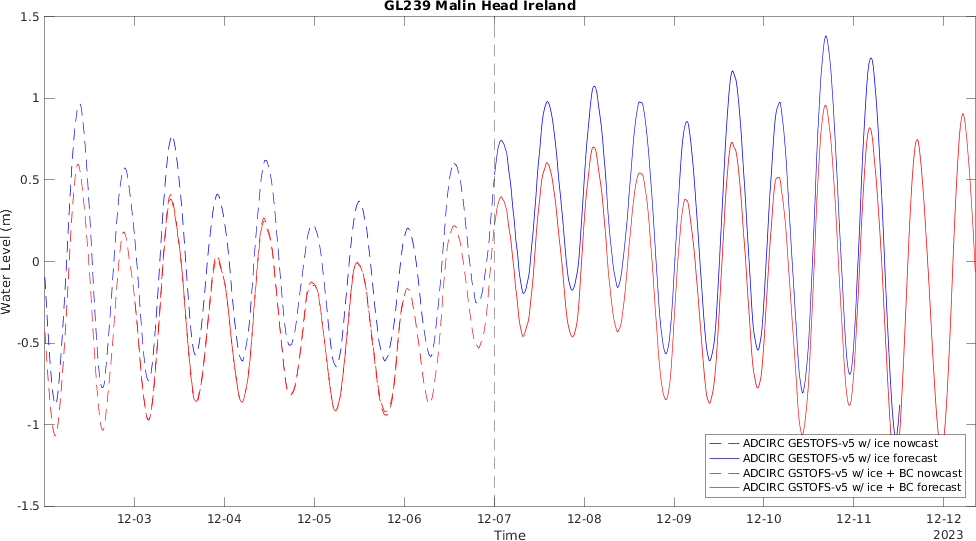 GL239 Malin Head Ireland
1.5
1
0.5
0
-0.5
-1
-1.5
Water Level (m)
ADCIRC GESTOFS-v5 w/ ice nowcast
ADCIRC GESTOFS-v5 w/ ice forecast
ADCIRC GSTOFS-v5 w/ ice + BC nowcast
ADCIRC GSTOFS-v5 w/ ice + BC forecast
12-03 12-04 12-05 12-06 12-07 12-08 12-09 12-10 12-11 12-12
Time
2023